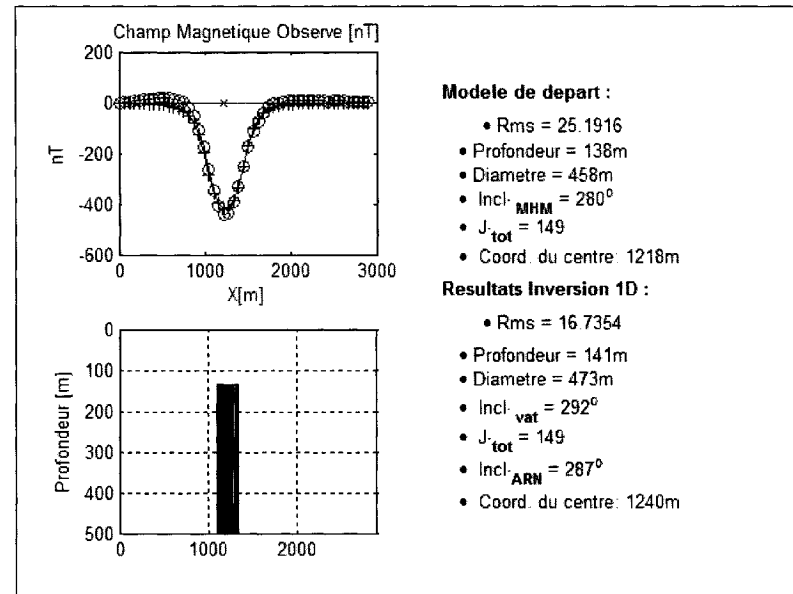 Champ Magnetique Observe [nT]
200
0
-200
-400
-600
nT
0 1000 2000 3000
X[m]
0
100
200
300
400
500
Profondeur [m]
0 1000 2000
Modele de depart :
• Rms = 25.1916
• Profondeur = 138m
• Diametre = 458m
• Incl. MHM = 280⁰
• J.tot = 149
• Coord. du centre: 1218m
Resultats Inversion 1D :
• Rms = 16.7354
• Profondeur = 141m
• Diametre = 473m
• Incl. vat = 292⁰
• J.tot = 149
• Incl. ARN = 287⁰
• Coord. du centre: 1240m